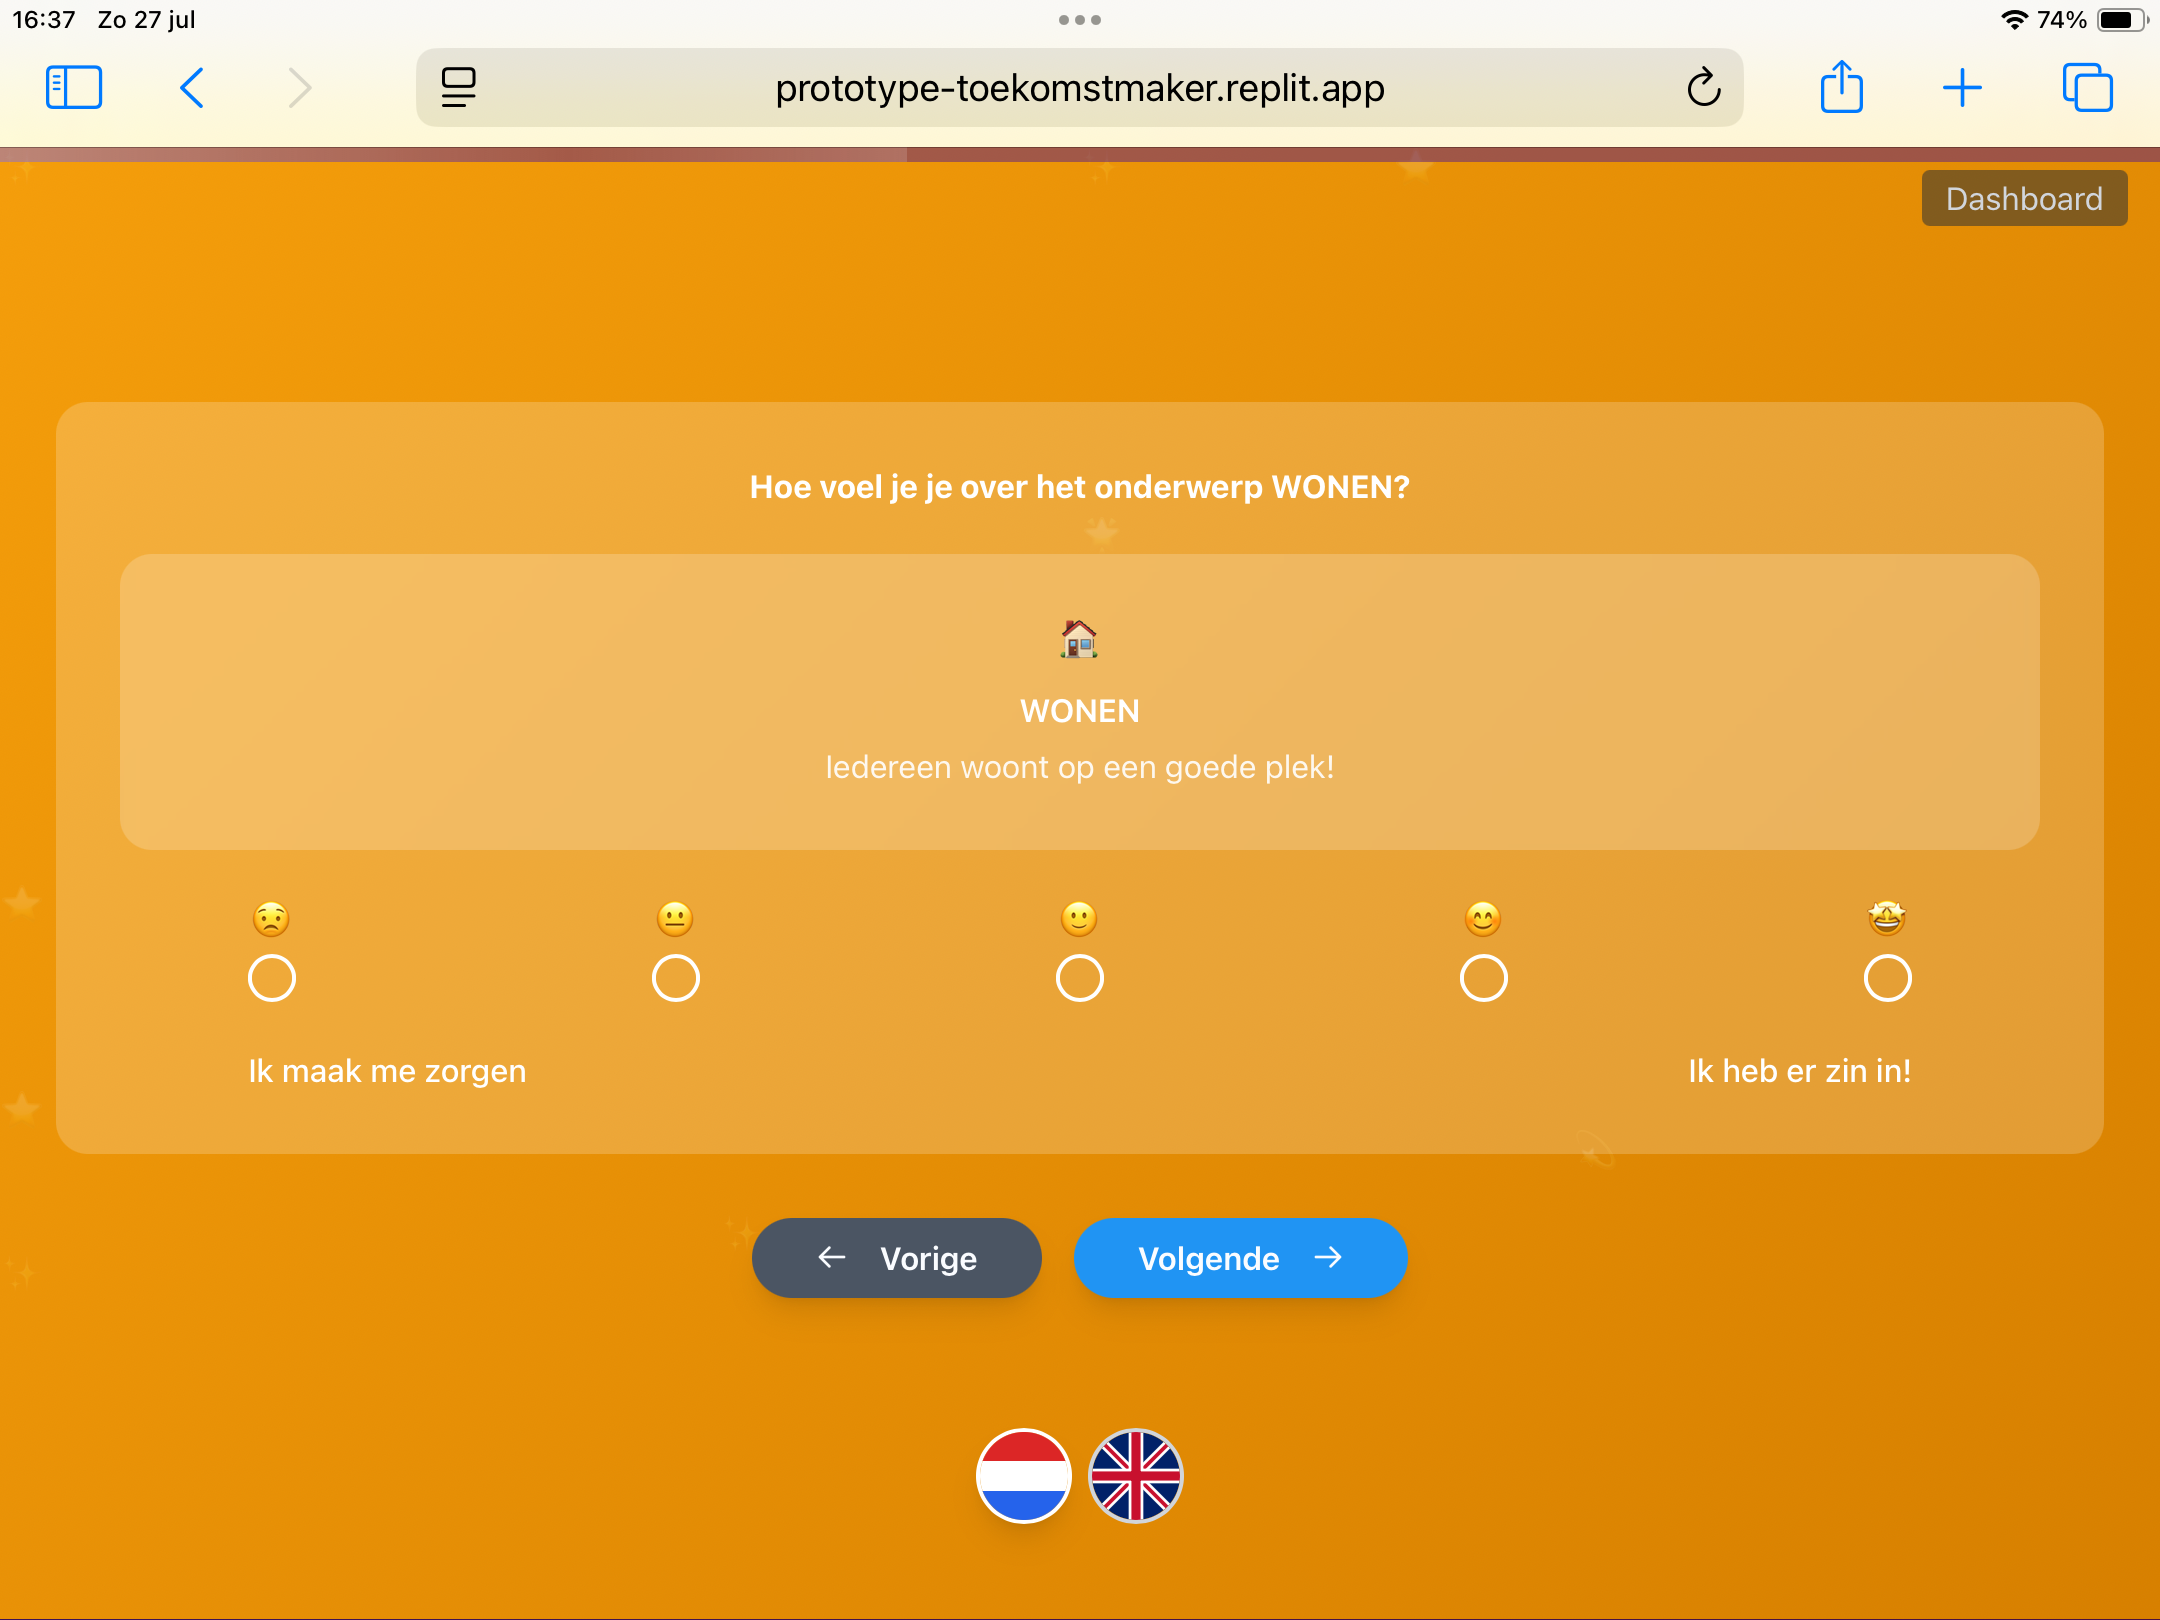 16:37 Zo 27 jul
74%
prototype-toekomstmaker.replit.app
Dashboard
Hoe voel je je over het onderwerp WONEN?
WONEN
Iedereen woont op een goede plek!
Ik maak me zorgen
Ik heb er zin in!
← Vorige
Volgende →